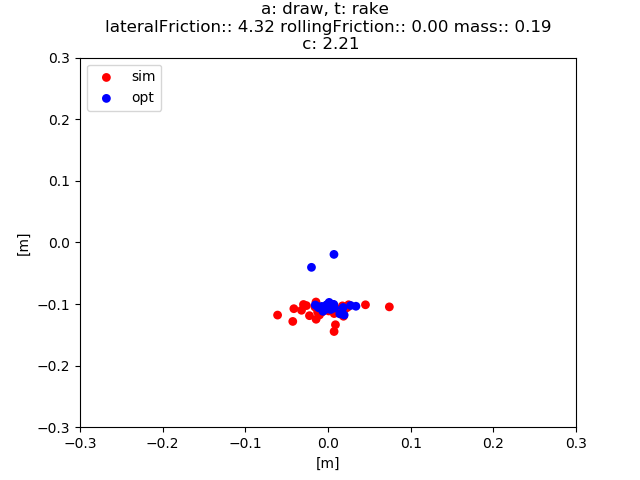 a: draw, t: rake
lateralFriction:: 4.32 rollingFriction:: 0.00 mass:: 0.19
c: 2.21
sim
opt
0.3
0.2
0.1
0.0
−0.1
−0.2
−0.3
[m]
−0.3 −0.2 −0.1 0.0 0.1 0.2 0.3
[m]